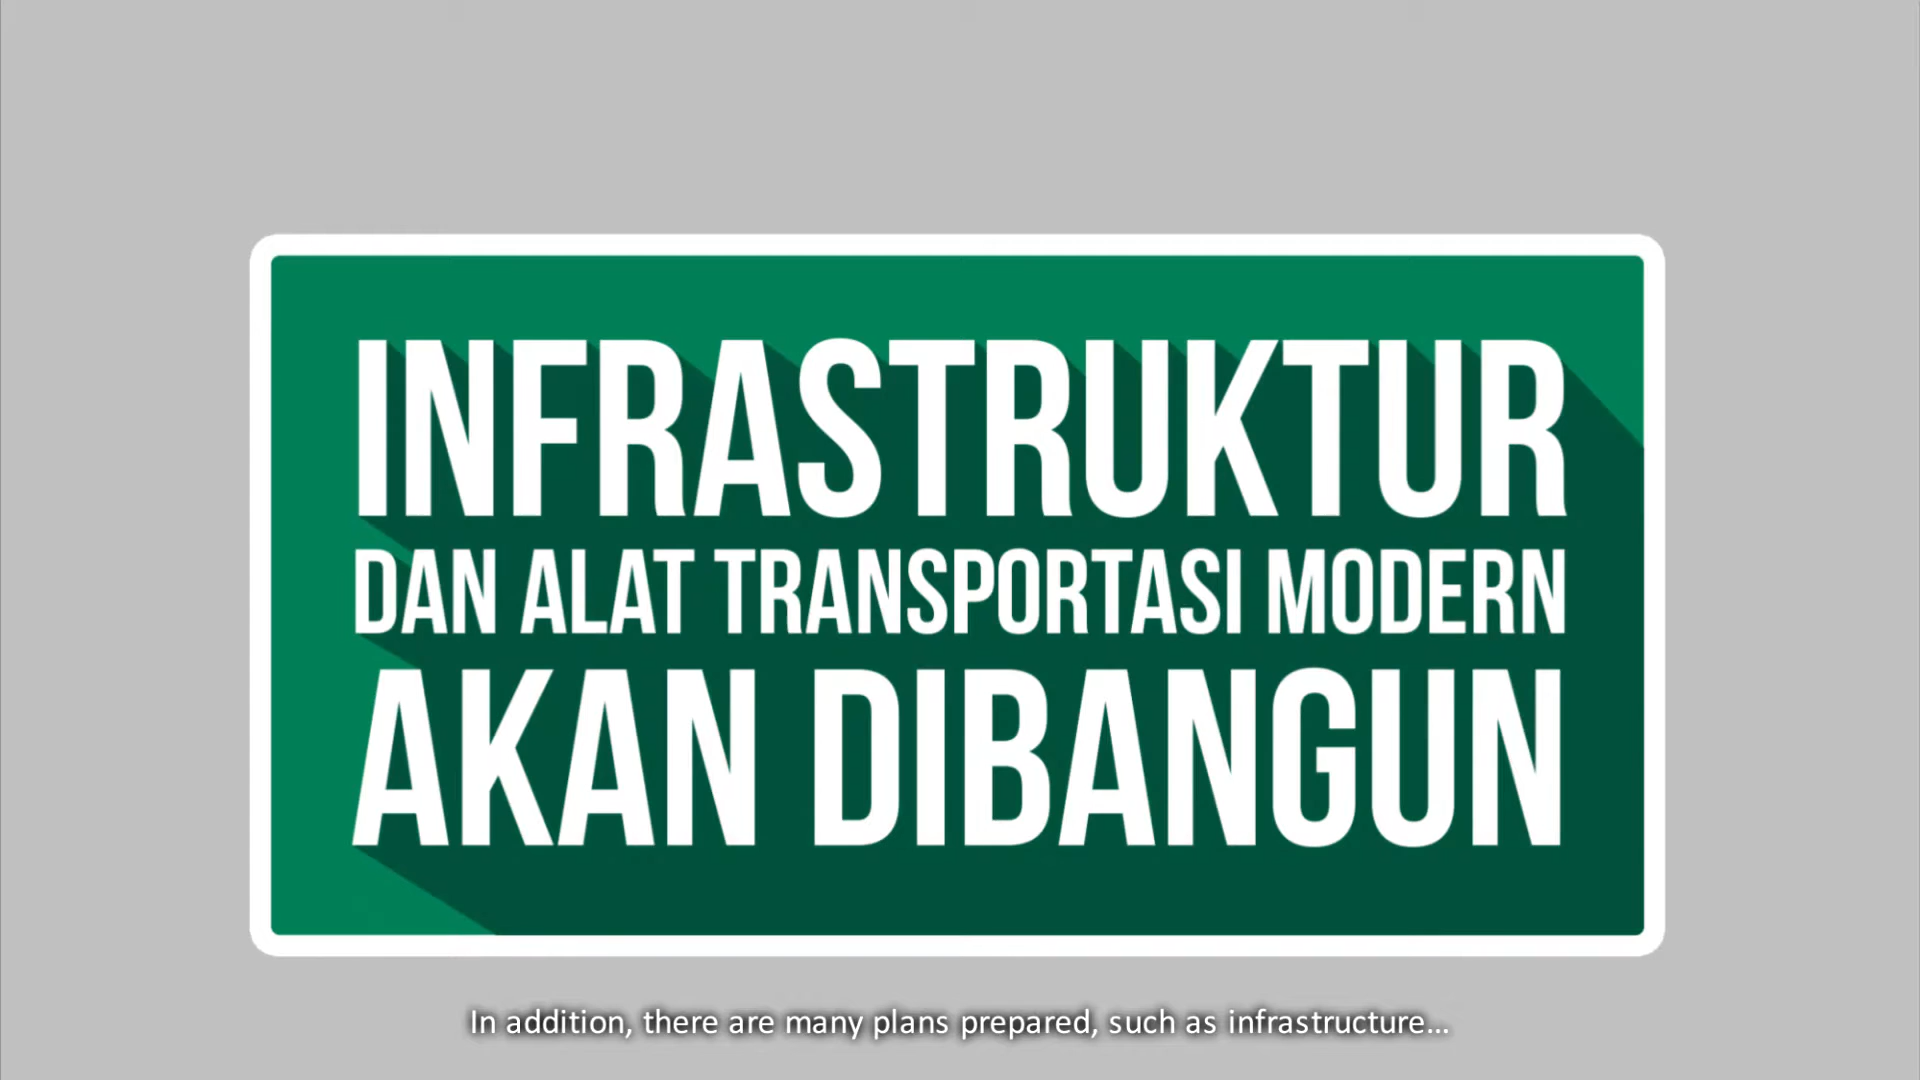 INFRASTRUKTUR
DAN ALAT TRANSPORTASI MODERN
AKAN DIBANGUN
In addition, there are many plans prepared, such as infrastructure...